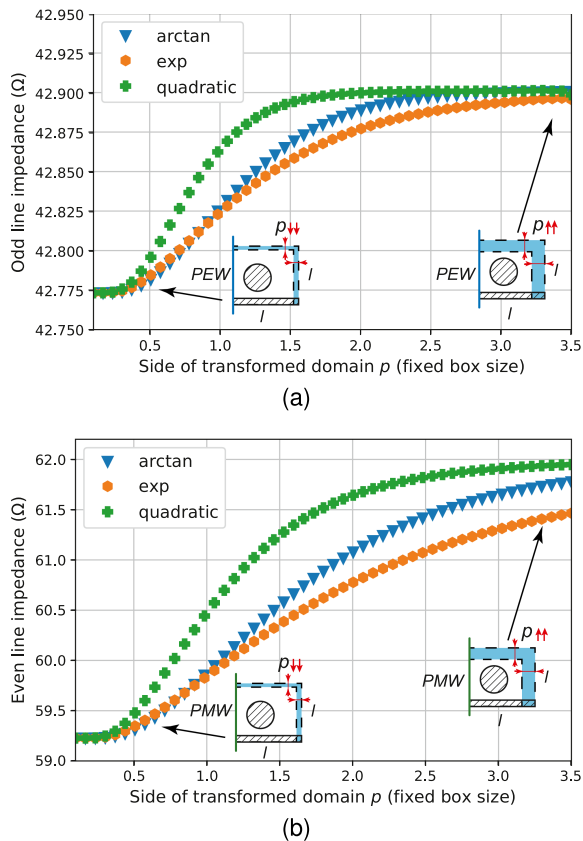 42.950
42.925
42.900
42.875
42.850
42.825
42.800
42.775
42.750
Odd line impedance (Ω)
arctan
exp
quadratic
p
PEW
l
l
p
PEW
l
l
0.5 1.0 1.5 2.0 2.5 3.0 3.5
Side of transformed domain p (fixed box size)
(a)
62.0
61.5
61.0
60.5
60.0
59.5
59.0
Even line impedance (Ω)
arctan
exp
quadratic
p
PMW
l
l
p
PMW
l
l
0.5 1.0 1.5 2.0 2.5 3.0 3.5
Side of transformed domain p (fixed box size)
(b)